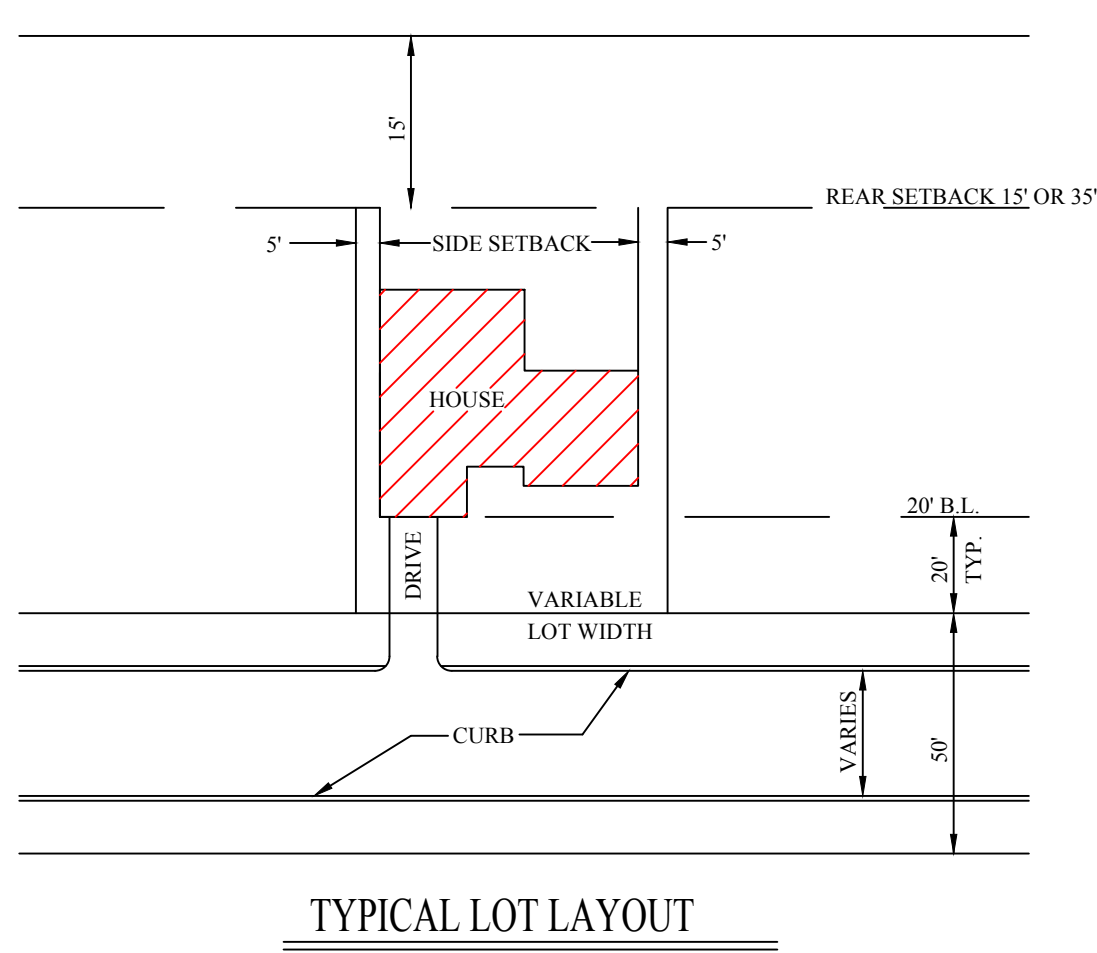 15'
REAR SETBACK 15' OR 35'
5'
SIDE SETBACK
5'
HOUSE
20' B.L.
20'
TYP.
DRIVE
VARIABLE
LOT WIDTH
CURB
VARIES
50'
TYPICAL LOT LAYOUT